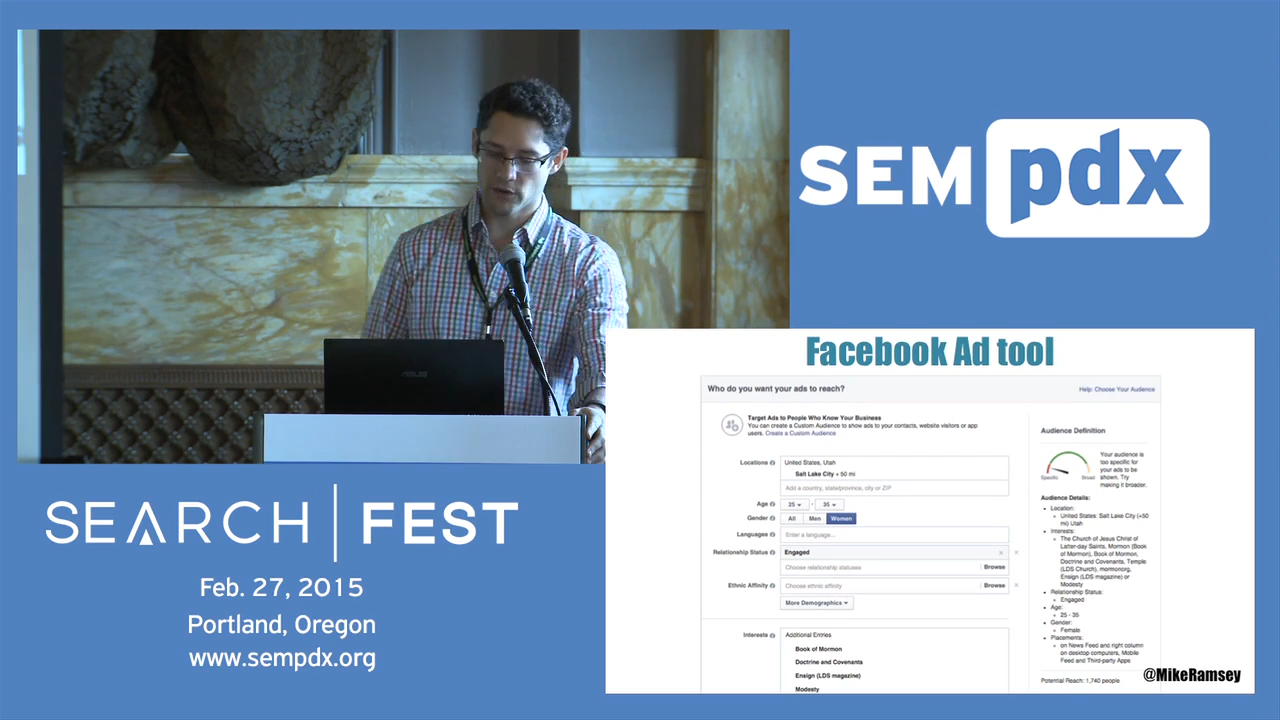 SEM pdx
ASUS
SEARCH FEST
Feb. 27, 2015
Portland, Orego
www.sempdx.org
Facebook Ad tool
Who do you want your ads to reach?
Help: Choose Your Audience
Target Ads to People Who Know Your Business
You can create a Custom Audience to show ads to your contacts, website visitors or app
users. Create a Custom Audience
Locations
United States, Utah
Salt Lake City + 50 mi
Add a country, state/province, city or ZIP
Age 25 - 35
Gender All Men Women
Languages Enter a language...
Relationship Status Engaged
Choose relationship statuses Browse
Ethnic Affinity Choose ethnic affinity Browse
More Demographics
Interests Additional Entries
Book of Mormon
Doctrine and Covenants
Ensign (LDS magazine)
Modesty
Audience Definition
Specific Broad
Your audience is
too specific for
your ads to be
shown. Try
making it broader.
Audience Details:
Location:
United States: Salt Lake City (+50
mi) Utah
Interests:
The Church of Jesus Christ of
Latter-day Saints, Mormon (Book
of Mormon), Book of Mormon,
Doctrine and Covenants, Temple
(LDS Church), mormonorg,
Ensign (LDS magazine) or
Modesty
Relationship Status:
Engaged
Age:
25 - 35
Gender:
Female
Placements:
on News Feed and right column
on desktop computers, Mobile
Feed and Third-party Apps
Potential Reach: 1,740 people
@MikeRamsey